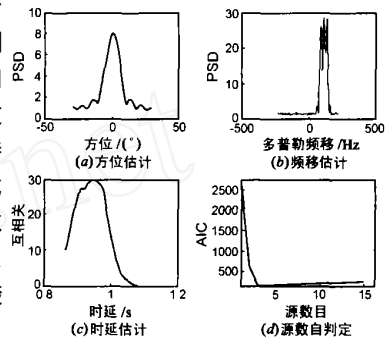 10
8
6
4
2
0
PSD
-50
0
50
方位 /(°)
(a)方位估计
30
20
10
0
PSD
-500
0
500
多普勒频移 /Hz
(b)频移估计
30
20
10
0
互相关
0.8
1
1.2
时延 /s
(c)时延估计
2500
2000
1500
1000
500
AIC
5
10
15
源数目
(d)源数自判定